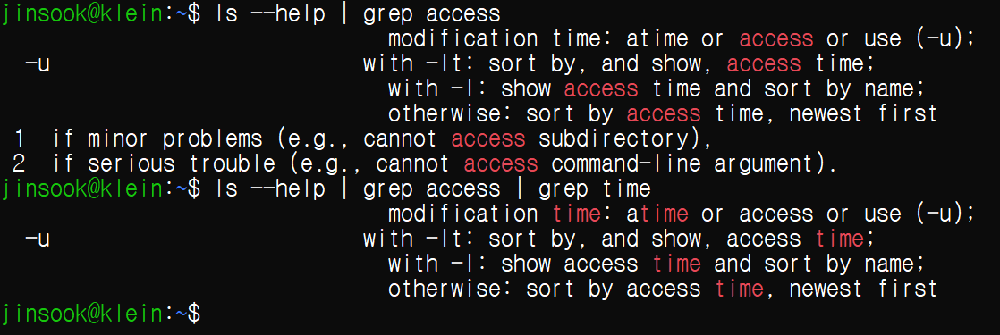 jinsook@klein:~$ ls --help | grep access
modification time: atime or access or use (-u);
-u with -lt: sort by, and show, access time;
with -l: show access time and sort by name;
otherwise: sort by access time, newest first
1 if minor problems (e.g., cannot access subdirectory),
2 if serious trouble (e.g., cannot access command-line argument).
jinsook@klein:~$ ls --help | grep access | grep time
modification time: atime or access or use (-u);
-u with -lt: sort by, and show, access time;
with -l: show access time and sort by name;
otherwise: sort by access time, newest first
jinsook@klein:~$